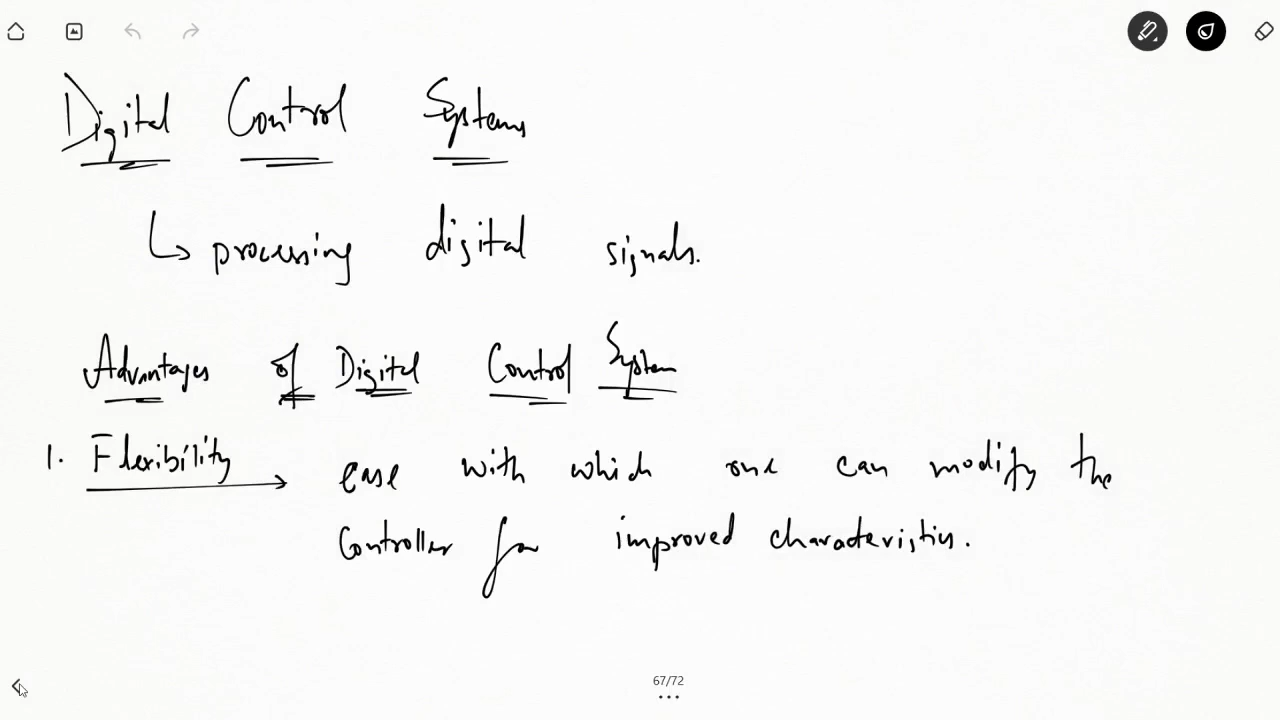 Digital Control Systems
↳ processing digital signals.
Advantages of Digital Control System
1. Flexibility → ease with which one can modify the
Controller for improved characteristics.
67/72